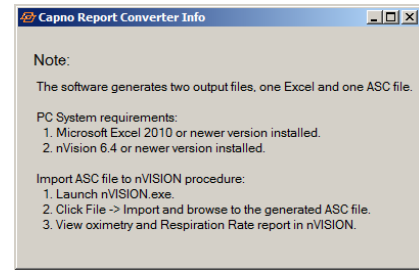 Capno Report Converter Info
Note:
The software generates two output files, one Excel and one ASC file.
PC System requirements:
1. Microsoft Excel 2010 or newer version installed.
2. nVision 6.4 or newer version installed.
Import ASC file to nVISION procedure:
1. Launch nVISION.exe.
2. Click File -> Import and browse to the generated ASC file.
3. View oximetry and Respiration Rate report in nVISION.